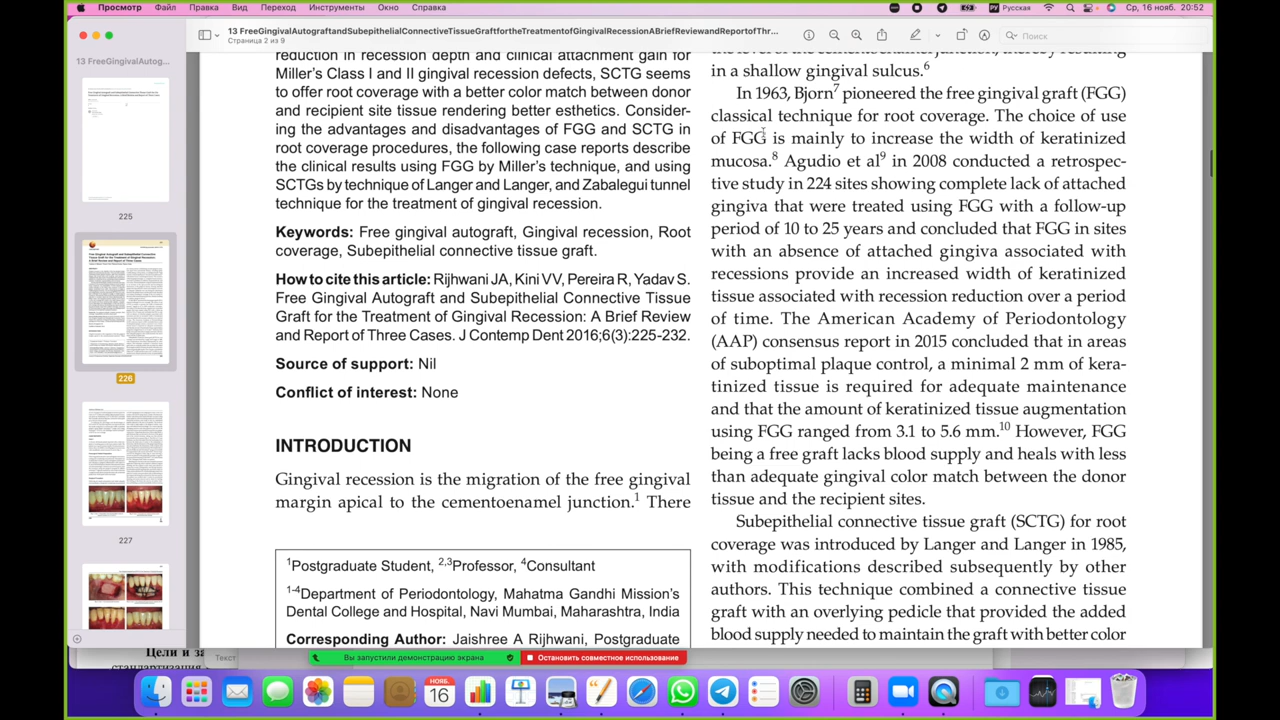 Просмотр Файл Правка Вид Переход Инструменты Окно Справка
Русская
Ср, 16 нояб. 20:52
13 FreeGingivalAutograftandSubepithelialConnectiveTissueGraftfortheTreatmentofGingivalRecessionABriefReviewandReportofThr...
Страница 2 из 9
Поиск
13 FreeGingivalAutog...
225
226
227
reduction in recession depth and clinical attachment gain for
Miller's Class I and II gingival recession defects, SCTG seems
to offer root coverage with a better color match between donor
and recipient site tissue rendering better esthetics. Consider-
ing the advantages and disadvantages of FGG and SCTG in
root coverage procedures, the following case reports describe
the clinical results using FGG by Miller's technique, and using
SCTGs by technique of Langer and Langer, and Zabalegui tunnel
technique for the treatment of gingival recession.
Keywords: Free gingival autograft, Gingival recession, Root
coverage, Subepithelial connective tissue graft.
How to cite this article: Rijhwani JA, Nair VV, Pereira R, Yadav S.
Free Gingival Autograft and Subepithelial Connective Tissue
Graft for the Treatment of Gingival Recession: A Brief Review
and Report of Three Cases. J Contemp Dent 2016;6(3):225-232.
Source of support: Nil
Conflict of interest: None
INTRODUCTION
Gingival recession is the migration of the free gingival
margin apical to the cementoenamel junction.1 There
1Postgraduate Student, 2,3Professor, 4Consultant
1-4Department of Periodontology, Mahatma Gandhi Mission's
Dental College and Hospital, Navi Mumbai, Maharashtra, India
Corresponding Author: Jaishree A Rijhwani, Postgraduate
in a shallow gingival sulcus.6
In 1963, Bjorn7 pioneered the free gingival graft (FGG)
classical technique for root coverage. The choice of use
of FGG is mainly to increase the width of keratinized
mucosa.8 Agudio et al9 in 2008 conducted a retrospec-
tive study in 224 sites showing complete lack of attached
gingiva that were treated using FGG with a follow-up
period of 10 to 25 years and concluded that FGG in sites
with an absence of attached gingiva associated with
recessions provide an increased width of keratinized
tissue associated with recession reduction over a period
of time. The American Academy of Periodontology
(AAP) consensus report in 2015 concluded that in areas
of suboptimal plaque control, a minimal 2 mm of kera-
tinized tissue is required for adequate maintenance
and that the amount of keratinized tissue augmentation
using FGG ranged from 3.1 to 5.6 mm.10 However, FGG
being a free graft lacks blood supply and heals with less
than adequate gingival color match between the donor
tissue and the recipient sites.
Subepithelial connective tissue graft (SCTG) for root
coverage was introduced by Langer and Langer in 1985,
with modifications described subsequently by other
authors. This technique combined a connective tissue
graft with an overlying pedicle that provided the added
blood supply needed to maintain the graft with better color
Цели и за
Текст
Вы запустили демонстрацию экрана
Остановить совместное использование
НОЯБ.
16